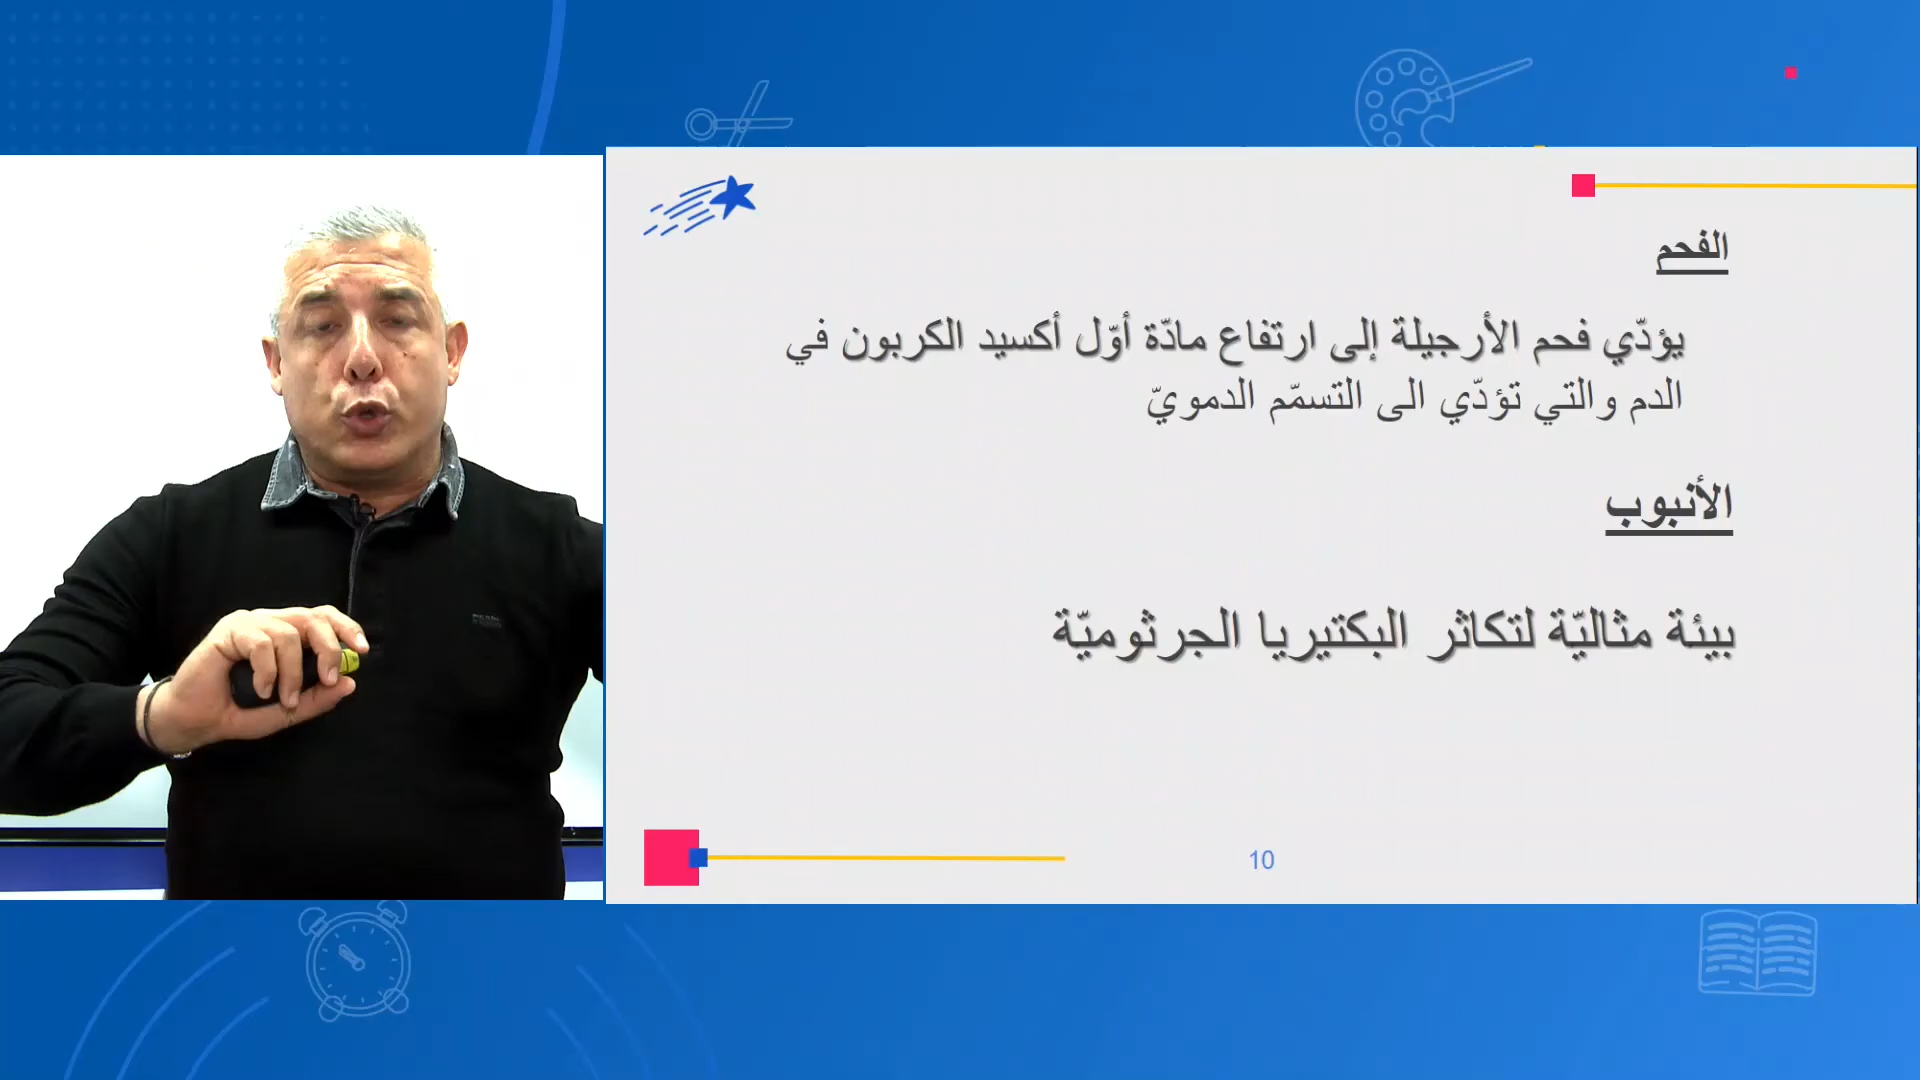 الفحم
يؤدّي فحم الأرجيلة إلى ارتفاع مادّة أوّل أكسيد الكربون في
الدم والتي تؤدّي الى التسمّم الدمويّ
الأنبوب
بيئة مثاليّة لتكاثر البكتيريا الجرثوميّة
10